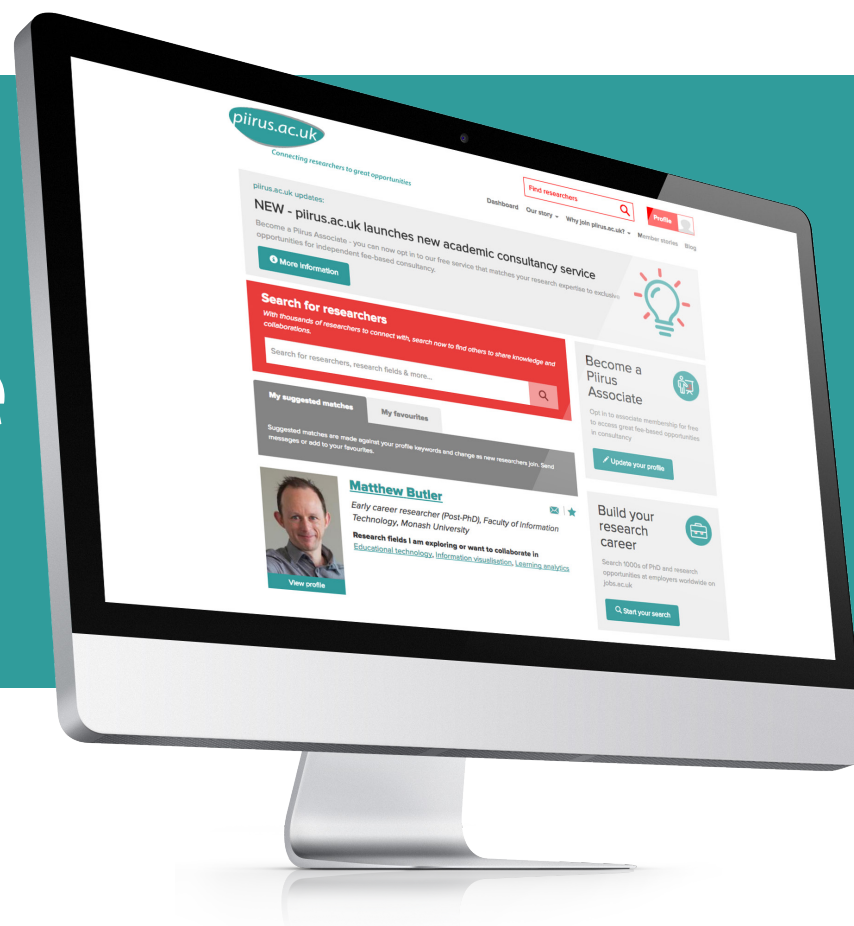 piirus.ac.uk
Connecting researchers to great opportunities
Find researchers
Profile
Dashboard Our story Why join piirus.ac.uk? Member stories Blog
piirus.ac.uk updates:
NEW - piirus.ac.uk launches new academic consultancy service
Become a Piirus Associate - you can now opt in to our free service that matches your research expertise to exclusive
opportunities for independent fee-based consultancy.
More information
Search for researchers
With thousands of researchers to connect with, search now to find others to share knowledge and
collaborations.
Search for researchers, research fields & more...
My suggested matches
My favourites
Suggested matches are made against your profile keywords and change as new researchers join. Send
messages or add to your favourites.
Matthew Butler
Early career researcher (Post-PhD), Faculty of Information
Technology, Monash University
Research fields I am exploring or want to collaborate in
Educational technology, Information visualisation, Learning analytics
View profile
Become a
Piirus
Associate
Opt in to associate membership for free
to access great fee-based opportunities
in consultancy
Update your profile
Build your
research
career
Search 1000s of PhD and research
opportunities at employers worldwide on
jobs.ac.uk
Start your search
e